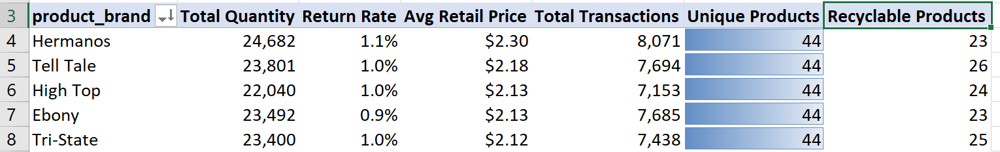 3 product_brand Total Quantity Return Rate Avg Retail Price Total Transactions Unique Products Recyclable Products
4 Hermanos 24,682 1.1% $2.30 8,071 44 23
5 Tell Tale 23,801 1.0% $2.18 7,694 44 26
6 High Top 22,040 1.0% $2.13 7,153 44 24
7 Ebony 23,492 0.9% $2.13 7,685 44 23
8 Tri-State 23,400 1.0% $2.12 7,438 44 25